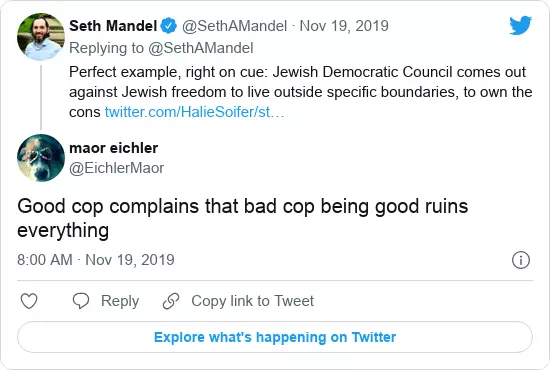 Seth Mandel @SethAMandel · Nov 19, 2019
Replying to @SethAMandel
Perfect example, right on cue: Jewish Democratic Council comes out
against Jewish freedom to live outside specific boundaries, to own the
cons twitter.com/HalieSoifer/st…
maor eichler
@EichlerMaor
Good cop complains that bad cop being good ruins
everything
8:00 AM · Nov 19, 2019
Reply
Copy link to Tweet
Explore what's happening on Twitter